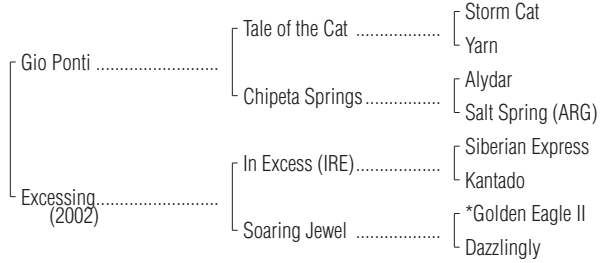 Storm Cat
Tale of the Cat ..................
Yarn
Gio Ponti ..........................
Alydar
Chipeta Springs ................
Salt Spring (ARG)
Siberian Express
In Excess (IRE) ..................
Kantado
Excessing..........................
(2002)
*Golden Eagle II
Soaring Jewel ..................
Dazzlingly